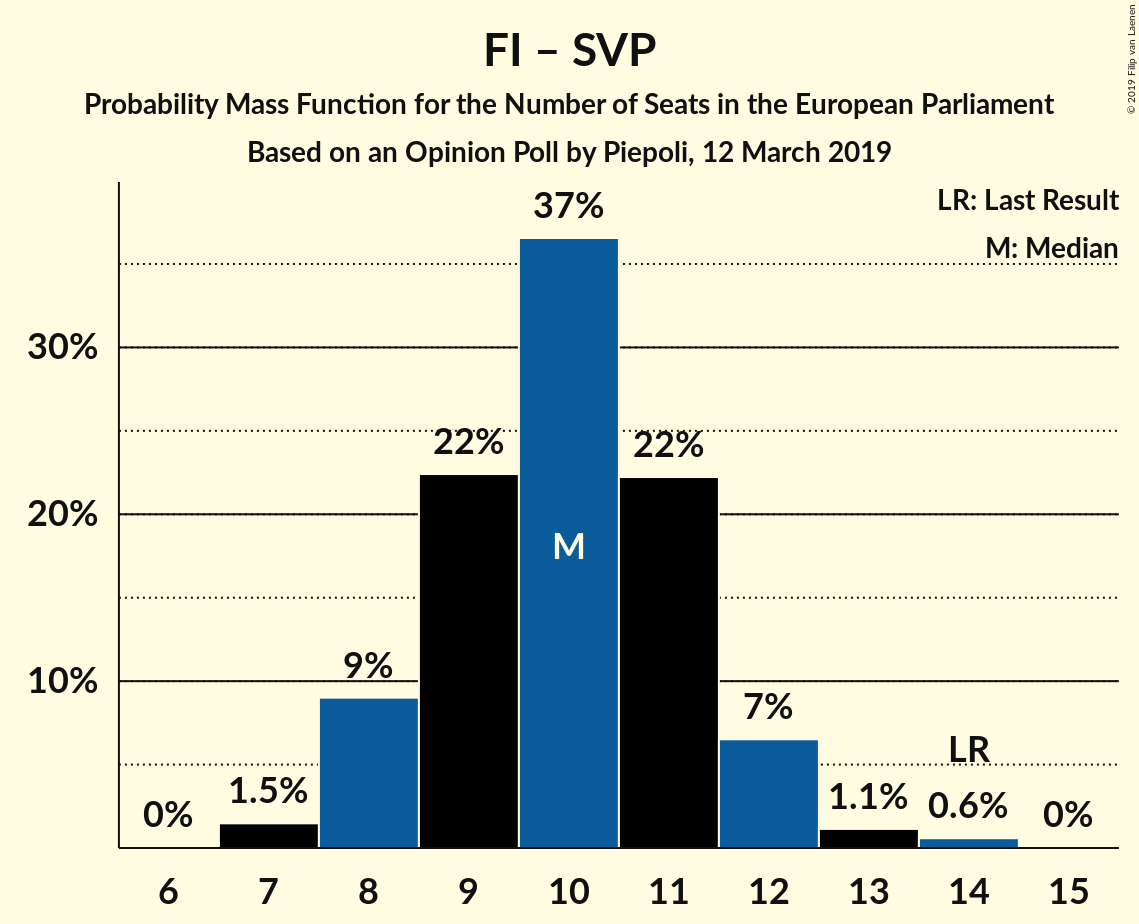 FI – SVP
Probability Mass Function for the Number of Seats in the European Parliament
Based on an Opinion Poll by Piepoli, 12 March 2019
© 2019 Filip van Laenen
LR: Last Result
M: Median
30%
20%
10%
0%
1.5%
9%
22%
37%
M
22%
7%
1.1%
LR
0.6%
0%
6 7 8 9 10 11 12 13 14 15